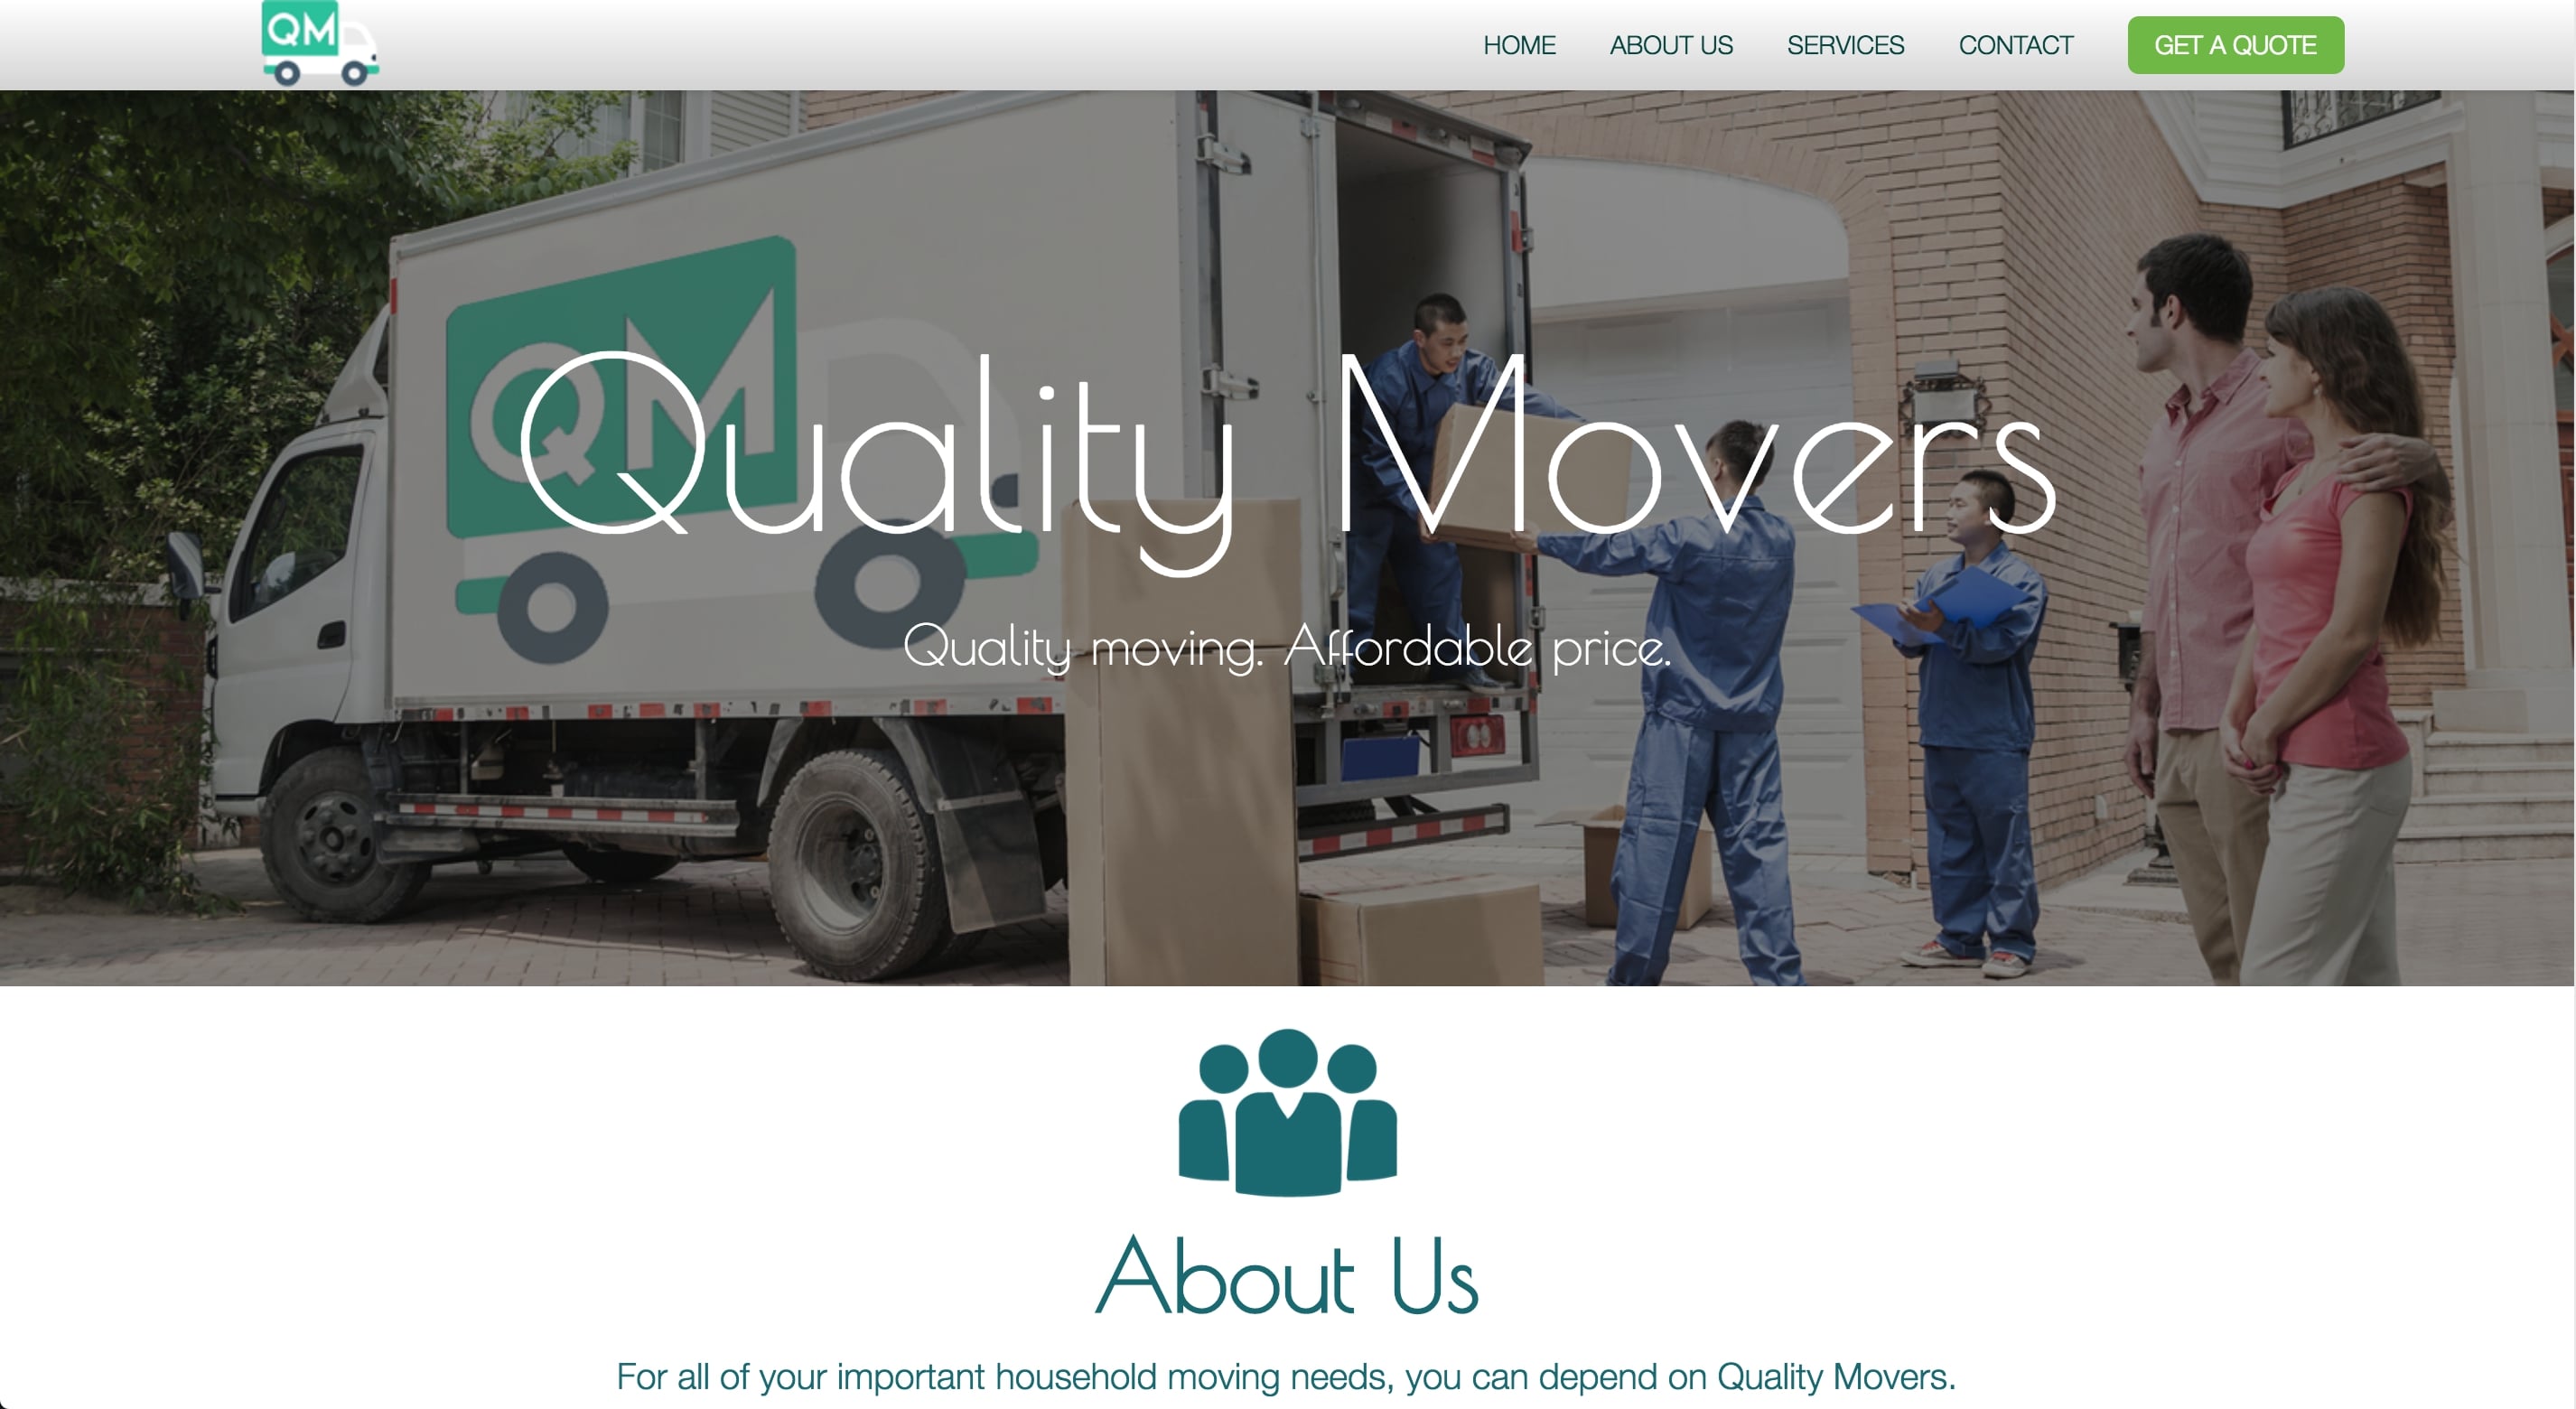 QM
HOME ABOUT US SERVICES CONTACT GET A QUOTE
QM
Quality Movers
Quality moving. Affordable price.
About Us
For all of your important household moving needs, you can depend on Quality Movers.